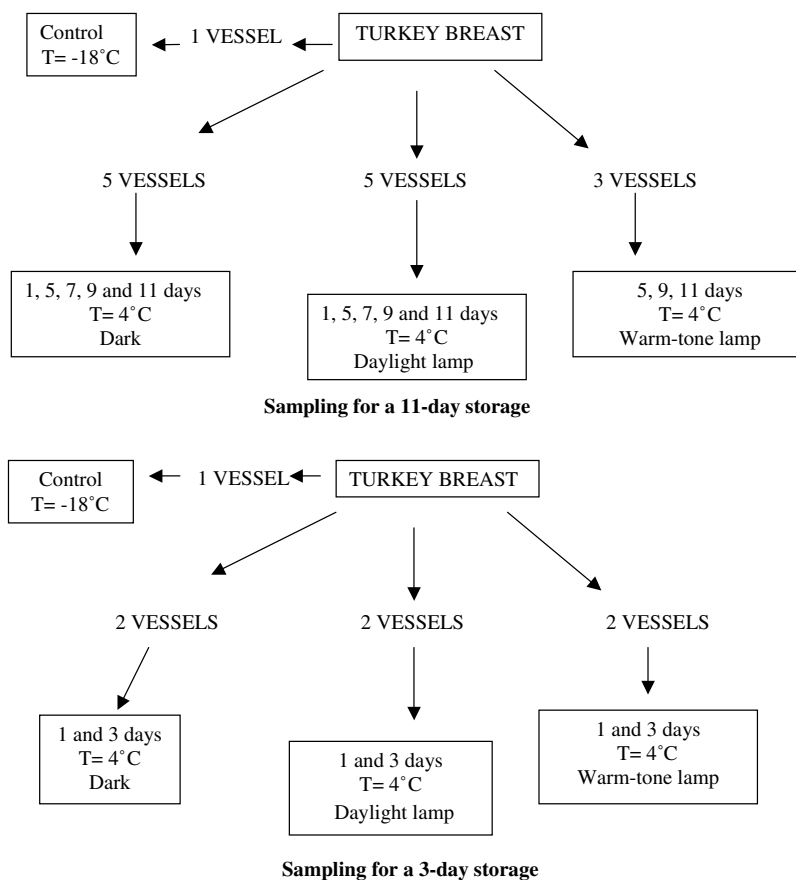 Control
T= -18˚C
1 VESSEL
TURKEY BREAST
5 VESSELS
5 VESSELS
3 VESSELS
1, 5, 7, 9 and 11 days
T= 4˚C
Dark
1, 5, 7, 9 and 11 days
T= 4˚C
Daylight lamp
5, 9, 11 days
T= 4˚C
Warm-tone lamp
Sampling for a 11-day storage
Control
T= -18˚C
1 VESSEL
TURKEY BREAST
2 VESSELS
2 VESSELS
2 VESSELS
1 and 3 days
T= 4˚C
Dark
1 and 3 days
T= 4˚C
Daylight lamp
1 and 3 days
T= 4˚C
Warm-tone lamp
Sampling for a 3-day storage